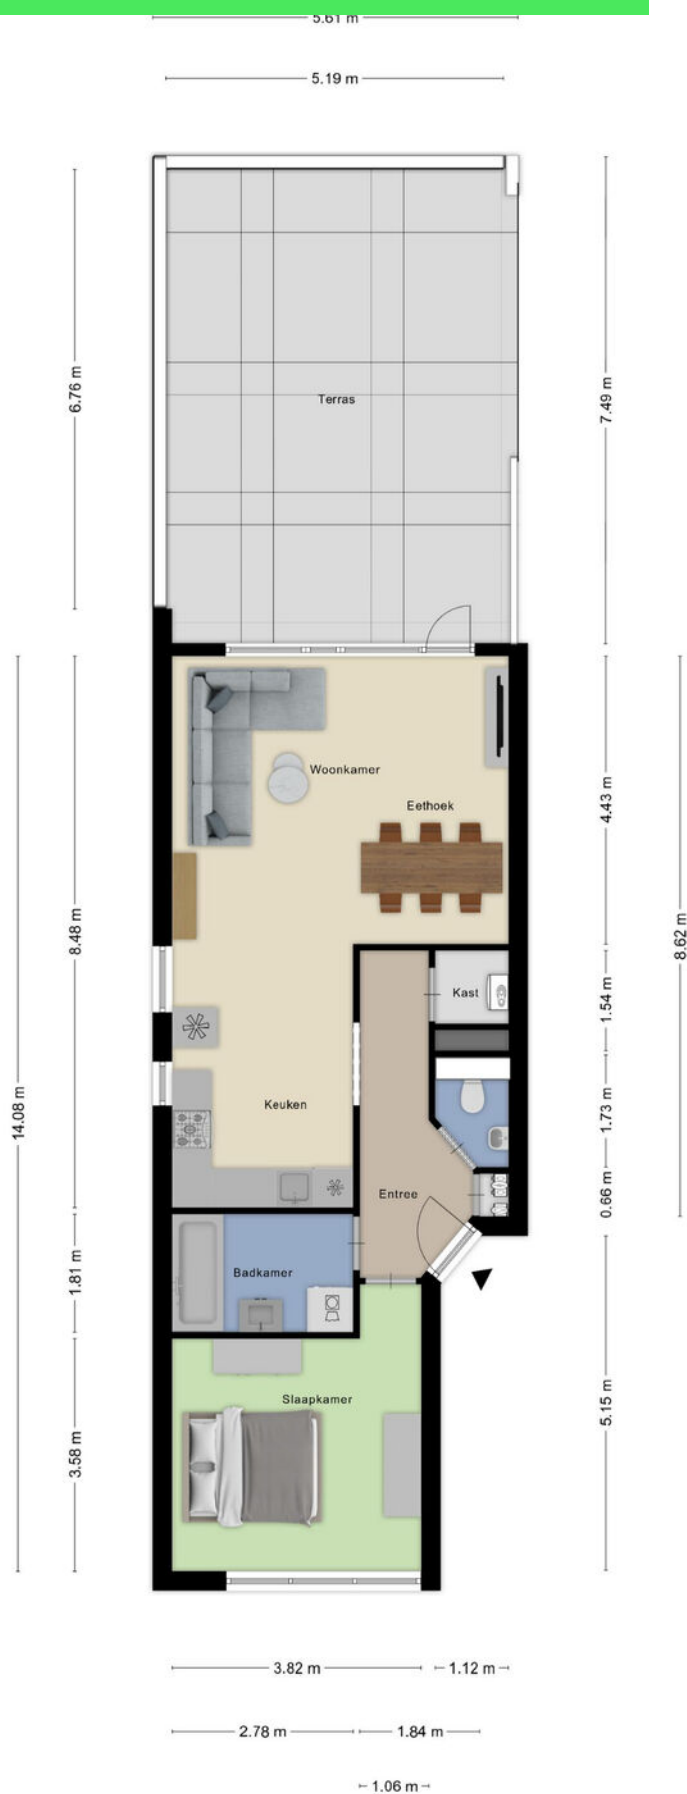 5.61 m
5.19 m
6.76 m
7.49 m
Terras
Woonkamer
Eethoek
4.43 m
8.48 m
8.62 m
14.08 m
Kast
1.54 m
Keuken
1.73 m
Entree
0.66 m
Badkamer
1.81 m
Slaapkamer
5.15 m
3.58 m
3.82 m
1.12 m
2.78 m
1.84 m
1.06 m